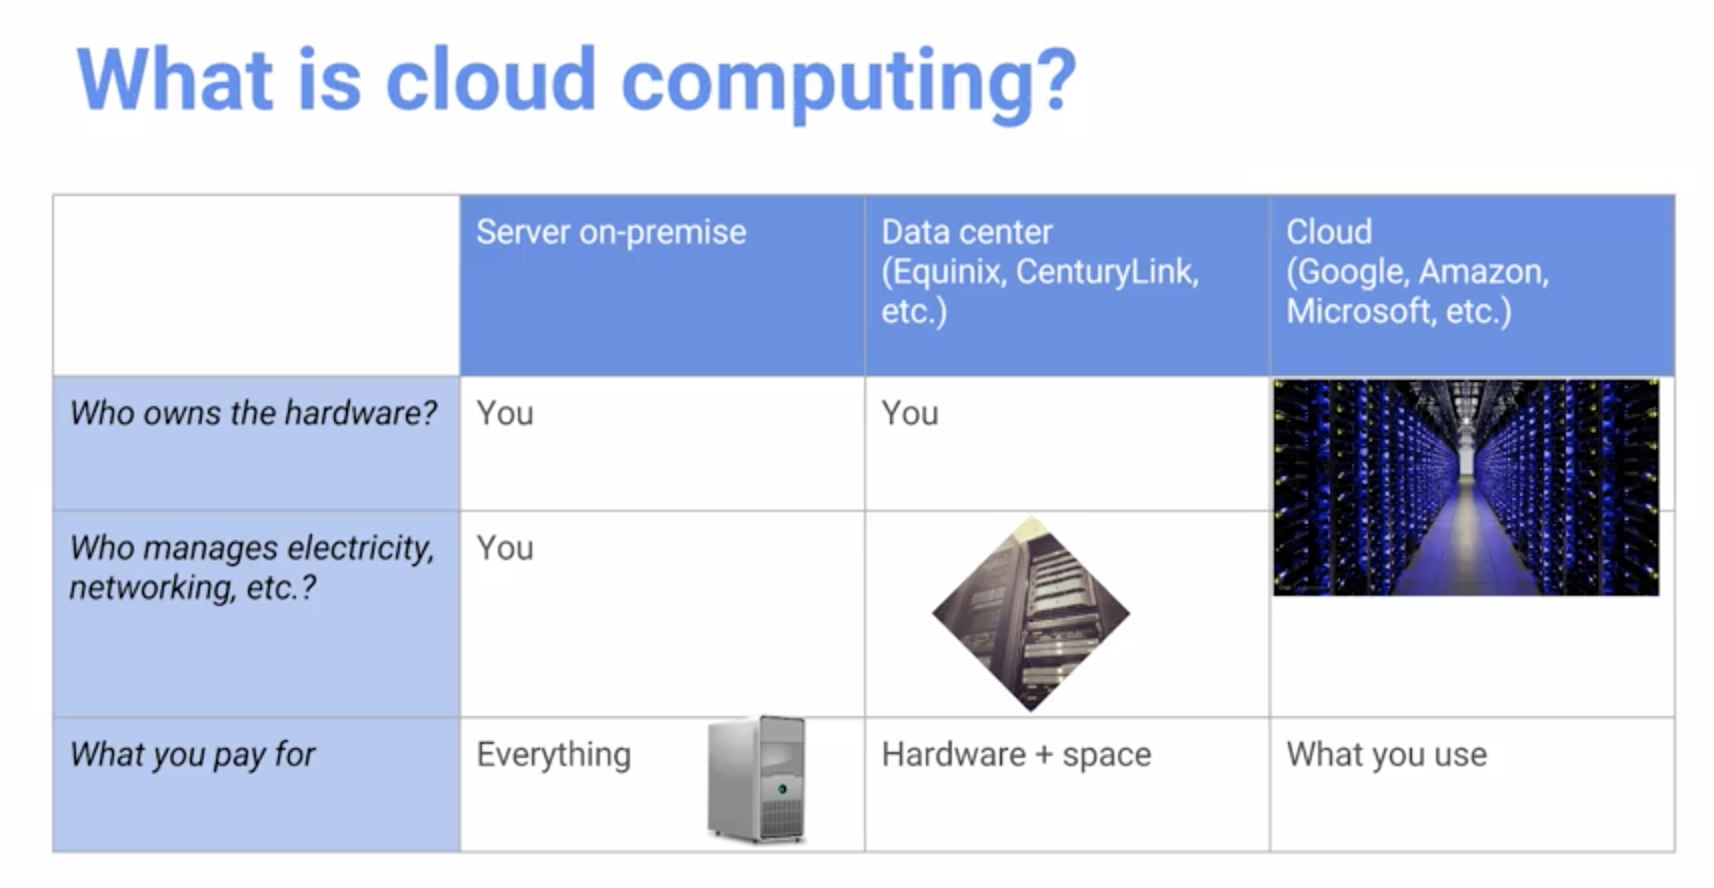 What is cloud computing?
Server on-premise
Data center
(Equinix, CenturyLink,
etc.)
Cloud
(Google, Amazon,
Microsoft, etc.)
Who owns the hardware?
You
You
Who manages electricity,
networking, etc.?
You
What you pay for
Everything
Hardware + space
What you use